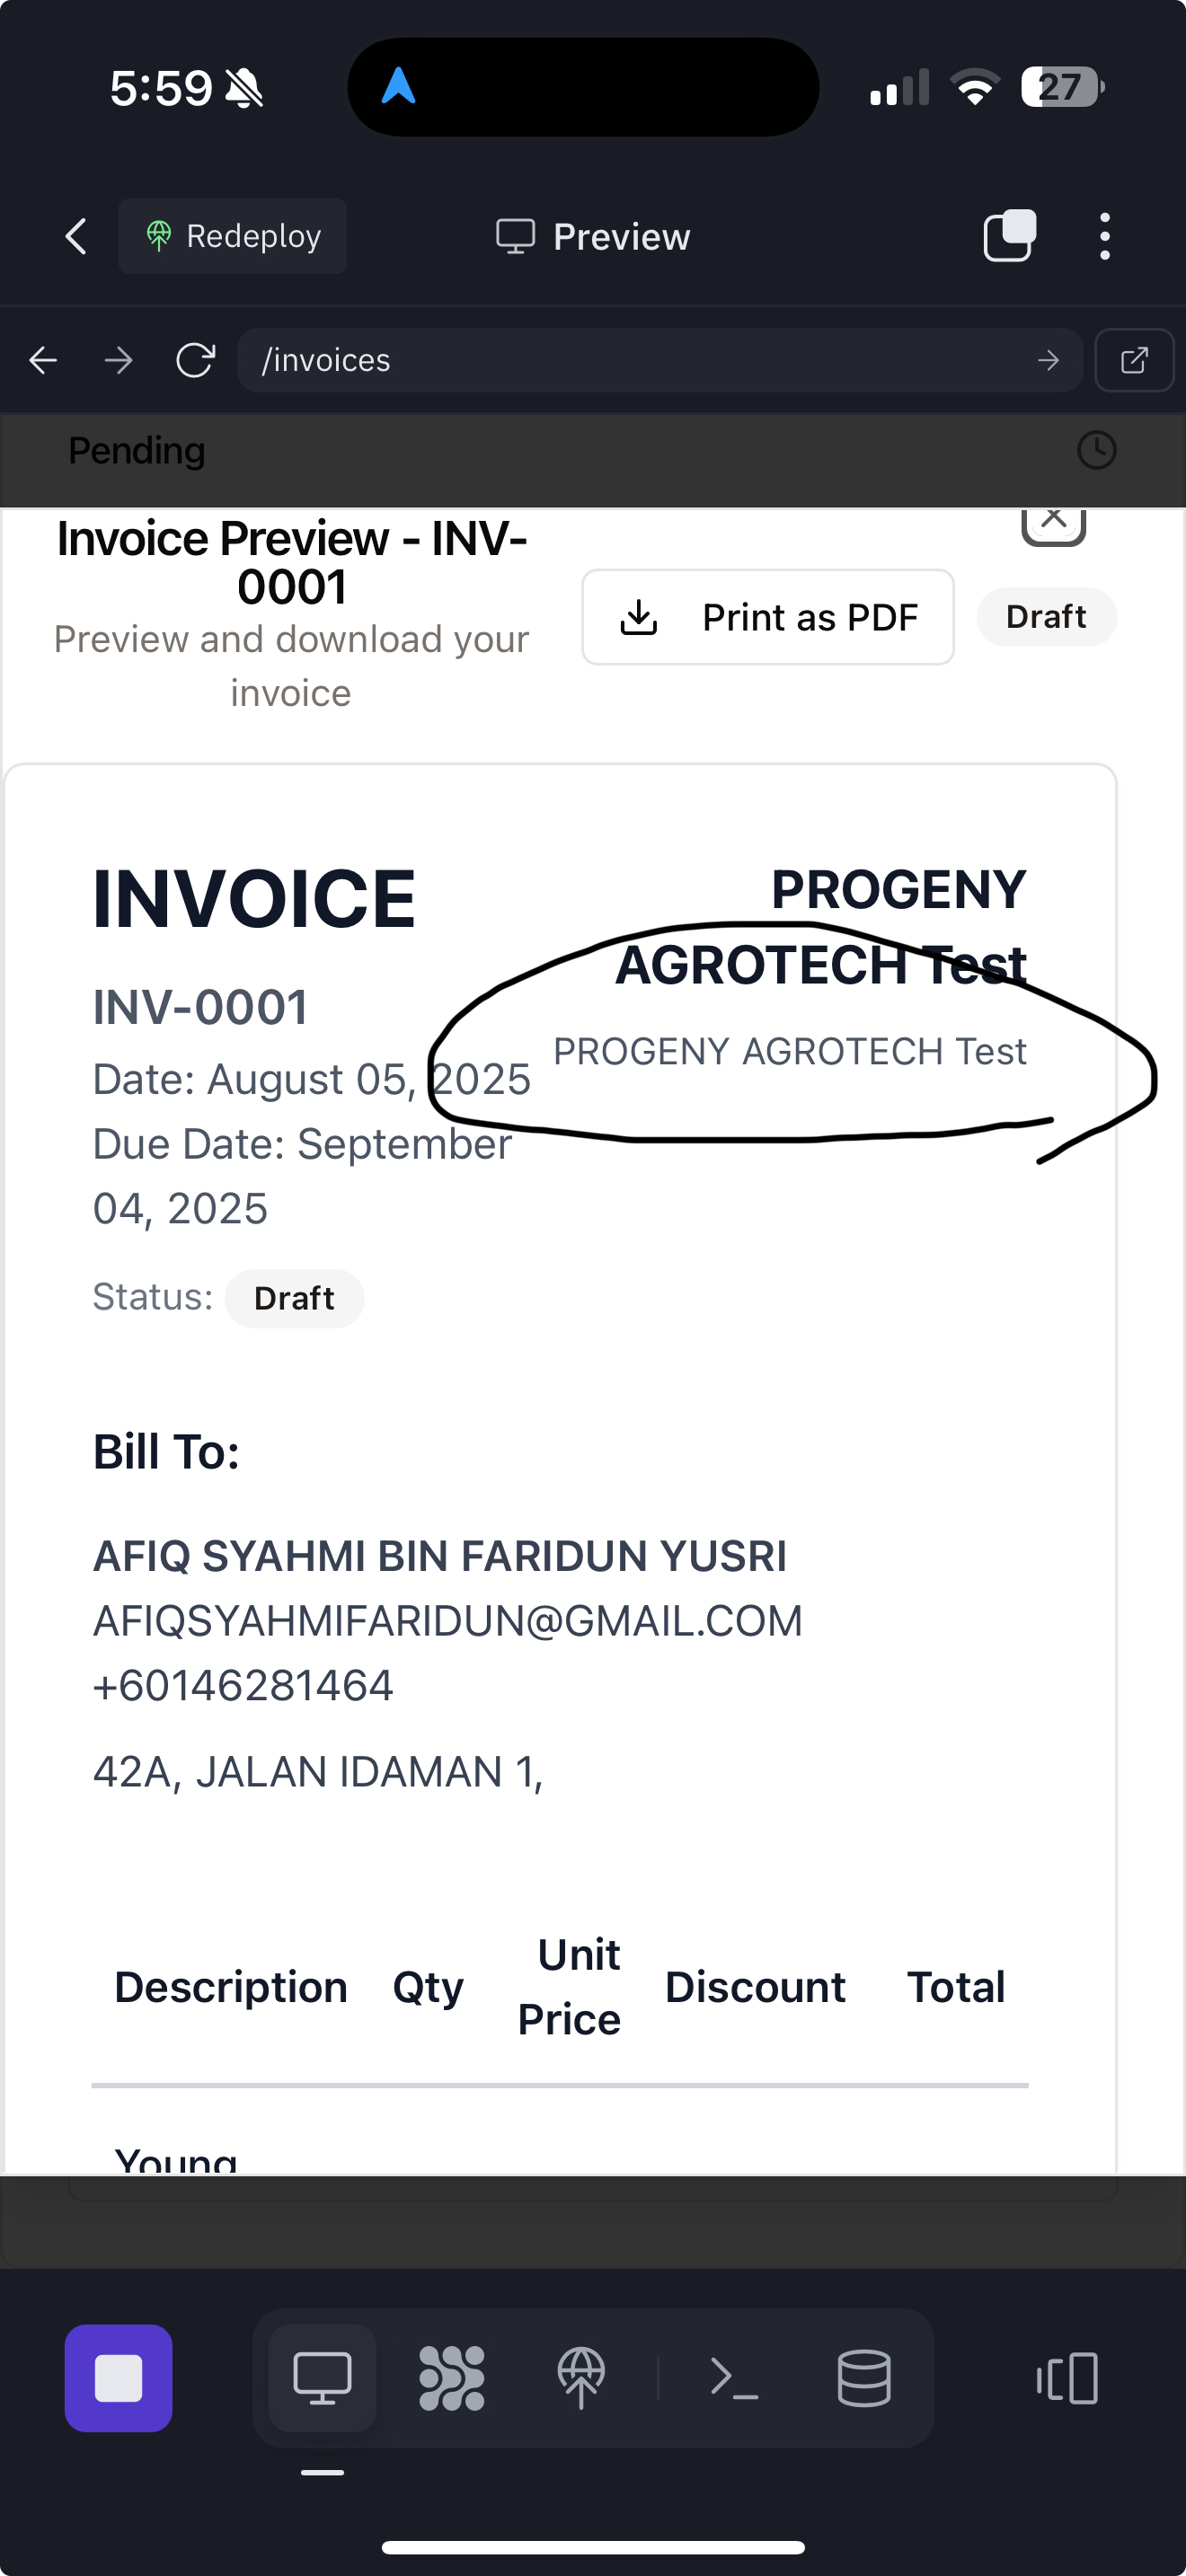 5:59
27
Redeploy
Preview
/invoices
Pending
Invoice Preview - INV-
0001
Preview and download your
invoice
Print as PDF
Draft
INVOICE
PROGENY
AGROTECH Test
PROGENY AGROTECH Test
INV-0001
Date: August 05, 2025
Due Date: September
04, 2025
Status: Draft
Bill To:
AFIQ SYAHMI BIN FARIDUN YUSRI
AFIQSYAHMIFARIDUN@GMAIL.COM
+60146281464
42A, JALAN IDAMAN 1,
Description Qty Unit Price Discount Total
Young